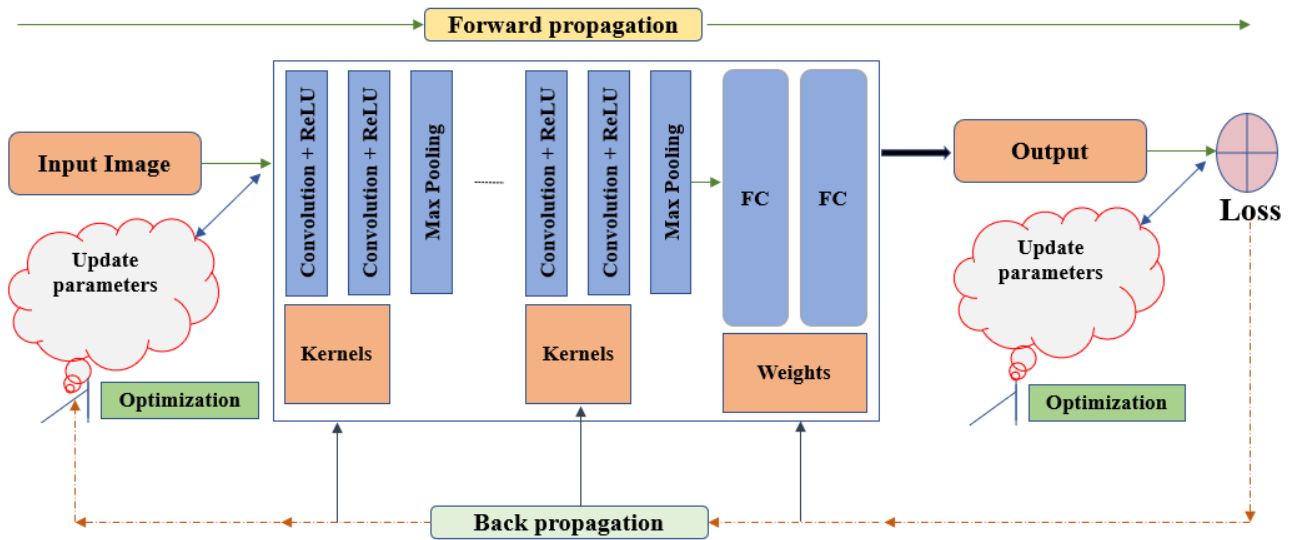 Forward propagation
Input Image
Convolution + ReLU
Convolution + ReLU
Max Pooling
Convolution + ReLU
Convolution + ReLU
Max Pooling
FC
FC
Output
Loss
Update
parameters
Update
parameters
Kernels
Kernels
Weights
Optimization
Optimization
Back propagation